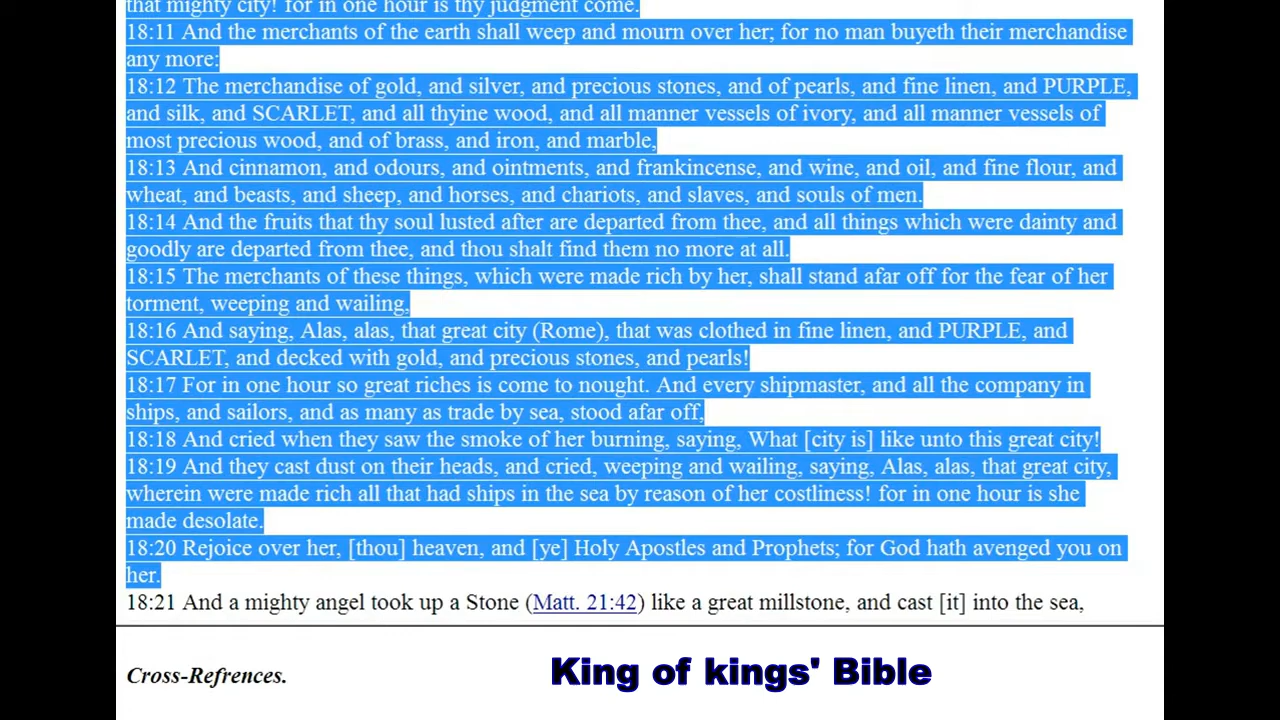 that mighty city! for in one hour is thy judgment come.
18:11 And the merchants of the earth shall weep and mourn over her; for no man buyeth their merchandise
any more:
18:12 The merchandise of gold, and silver, and precious stones, and of pearls, and fine linen, and PURPLE,
and silk, and SCARLET, and all thyine wood, and all manner vessels of ivory, and all manner vessels of
most precious wood, and of brass, and iron, and marble,
18:13 And cinnamon, and odours, and ointments, and frankincense, and wine, and oil, and fine flour, and
wheat, and beasts, and sheep, and horses, and chariots, and slaves, and souls of men.
18:14 And the fruits that thy soul lusted after are departed from thee, and all things which were dainty and
goodly are departed from thee, and thou shalt find them no more at all.
18:15 The merchants of these things, which were made rich by her, shall stand afar off for the fear of her
torment, weeping and wailing,
18:16 And saying, Alas, alas, that great city (Rome), that was clothed in fine linen, and PURPLE, and
SCARLET, and decked with gold, and precious stones, and pearls!
18:17 For in one hour so great riches is come to nought. And every shipmaster, and all the company in
ships, and sailors, and as many as trade by sea, stood afar off,
18:18 And cried when they saw the smoke of her burning, saying, What [city is] like unto this great city!
18:19 And they cast dust on their heads, and cried, weeping and wailing, saying, Alas, alas, that great city,
wherein were made rich all that had ships in the sea by reason of her costliness! for in one hour is she
made desolate.
18:20 Rejoice over her, [thou] heaven, and [ye] Holy Apostles and Prophets; for God hath avenged you on
her.
18:21 And a mighty angel took up a Stone (Matt. 21:42) like a great millstone, and cast [it] into the sea,
Cross-Refrences.
King of kings' Bible